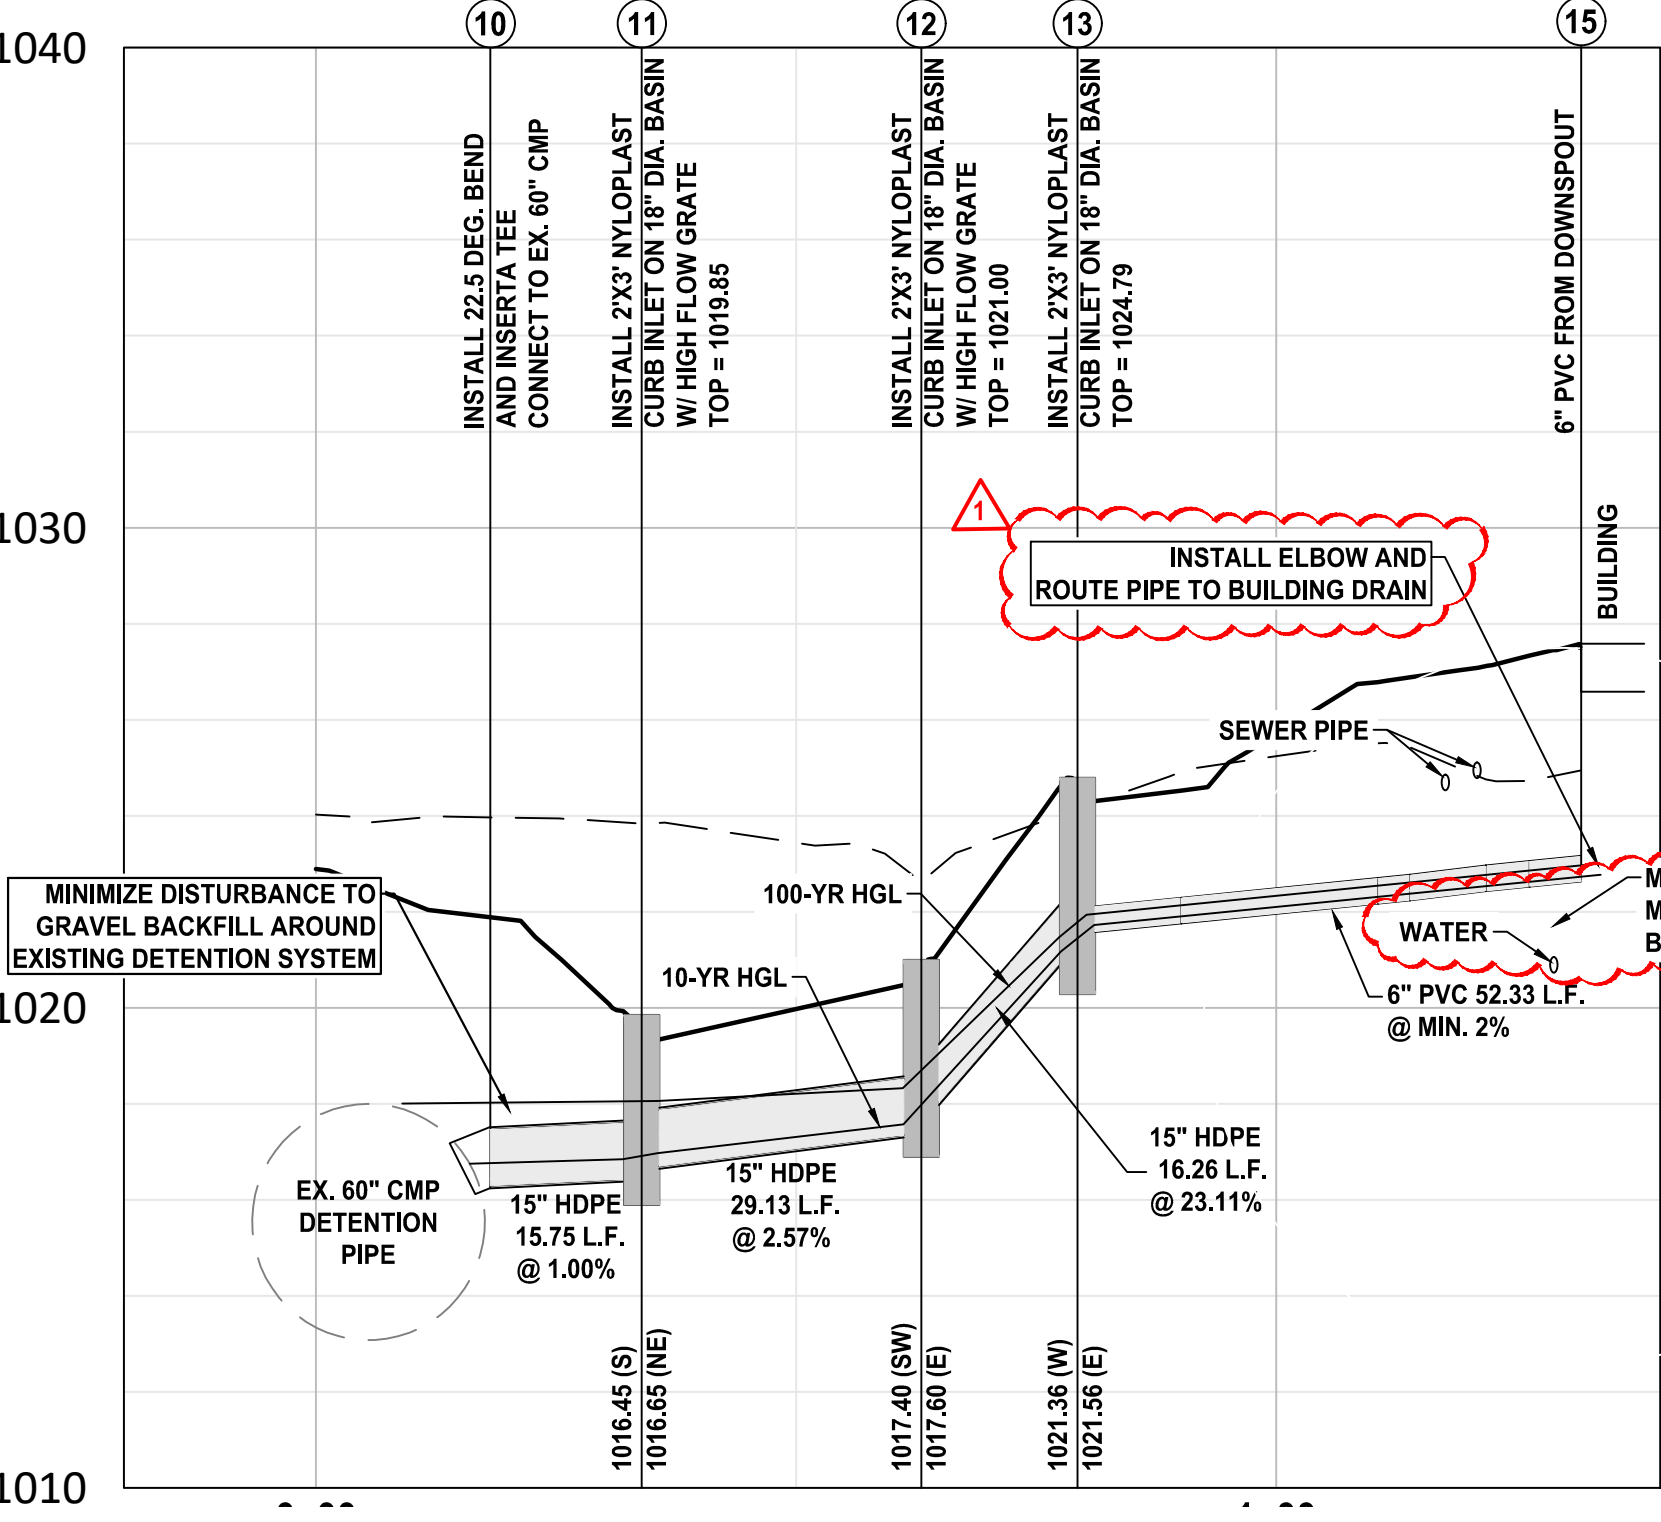 10
11
12
13
15
1040
1030
1020
1010
INSTALL 22.5 DEG. BEND
AND INSERTA TEE
CONNECT TO EX. 60" CMP
INSTALL 2'X3' NYLOPLAST
CURB INLET ON 18" DIA. BASIN
W/ HIGH FLOW GRATE
TOP = 1019.85
INSTALL 2'X3' NYLOPLAST
CURB INLET ON 18" DIA. BASIN
W/ HIGH FLOW GRATE
TOP = 1021.00
INSTALL 2'X3' NYLOPLAST
CURB INLET ON 18" DIA. BASIN
TOP = 1024.79
6" PVC FROM DOWNSPOUT
BUILDING
1
INSTALL ELBOW AND
ROUTE PIPE TO BUILDING DRAIN
SEWER PIPE
MINIMIZE DISTURBANCE TO
GRAVEL BACKFILL AROUND
EXISTING DETENTION SYSTEM
100-YR HGL
10-YR HGL
WATER
M
M
B
6" PVC 52.33 L.F.
@ MIN. 2%
15" HDPE
16.26 L.F.
@ 23.11%
15" HDPE
29.13 L.F.
@ 2.57%
15" HDPE
15.75 L.F.
@ 1.00%
EX. 60" CMP
DETENTION
PIPE
1016.45 (S)
1016.65 (NE)
1017.40 (SW)
1017.60 (E)
1021.36 (W)
1021.56 (E)